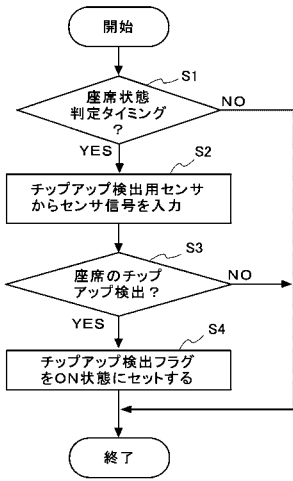 開始
S1
座席状態
判定タイミング
?
NO
YES
S2
チップアップ検出用センサ
からセンサ信号を入力
S3
座席のチップ
アップ検出?
NO
YES
S4
チップアップ検出フラグ
をON状態にセットする
終了